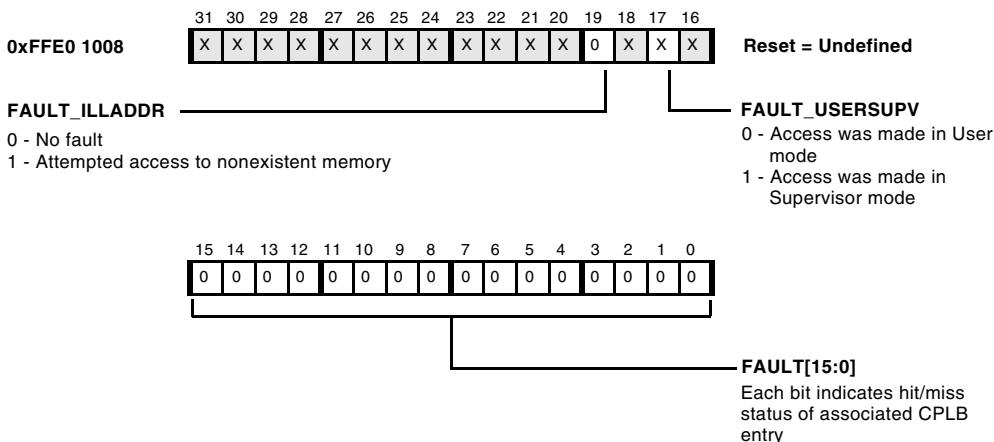 31 30 29 28 27 26 25 24 23 22 21 20 19 18 17 16
0xFFE0 1008 X X X X X X X X X X X X 0 X X X Reset = Undefined
FAULT_ILLADDR
0 - No fault
1 - Attempted access to nonexistent memory
FAULT_USERSUPV
0 - Access was made in User
mode
1 - Access was made in
Supervisor mode
15 14 13 12 11 10 9 8 7 6 5 4 3 2 1 0
0 0 0 0 0 0 0 0 0 0 0 0 0 0 0 0
FAULT[15:0]
Each bit indicates hit/miss
status of associated CPLB
entry